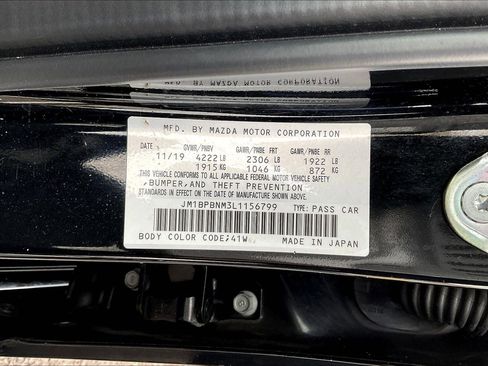 MFD. BY MAZDA MOTOR CORPORATION
DATE GVWR/PNBV GAWR/PNBE FRT GAWR/PNBE RR
11/19 4222 LB 2306 LB 1922 LB
1915 KG 1046 KG 872 KG
THIS VEHICLE CONFORMS TO ALL APPLICABLE FEDERAL MOTOR VEHICLE SAFETY
,BUMPER, AND THEFT PREVENTION
STANDARDS IN EFFECT ON THE DATE OF MANUFACTURE SHOWN ABOVE.
JM1BPBNM3L1156799 TYPE: PASS CAR
BODY COLOR CODE;41W MADE IN JAPAN